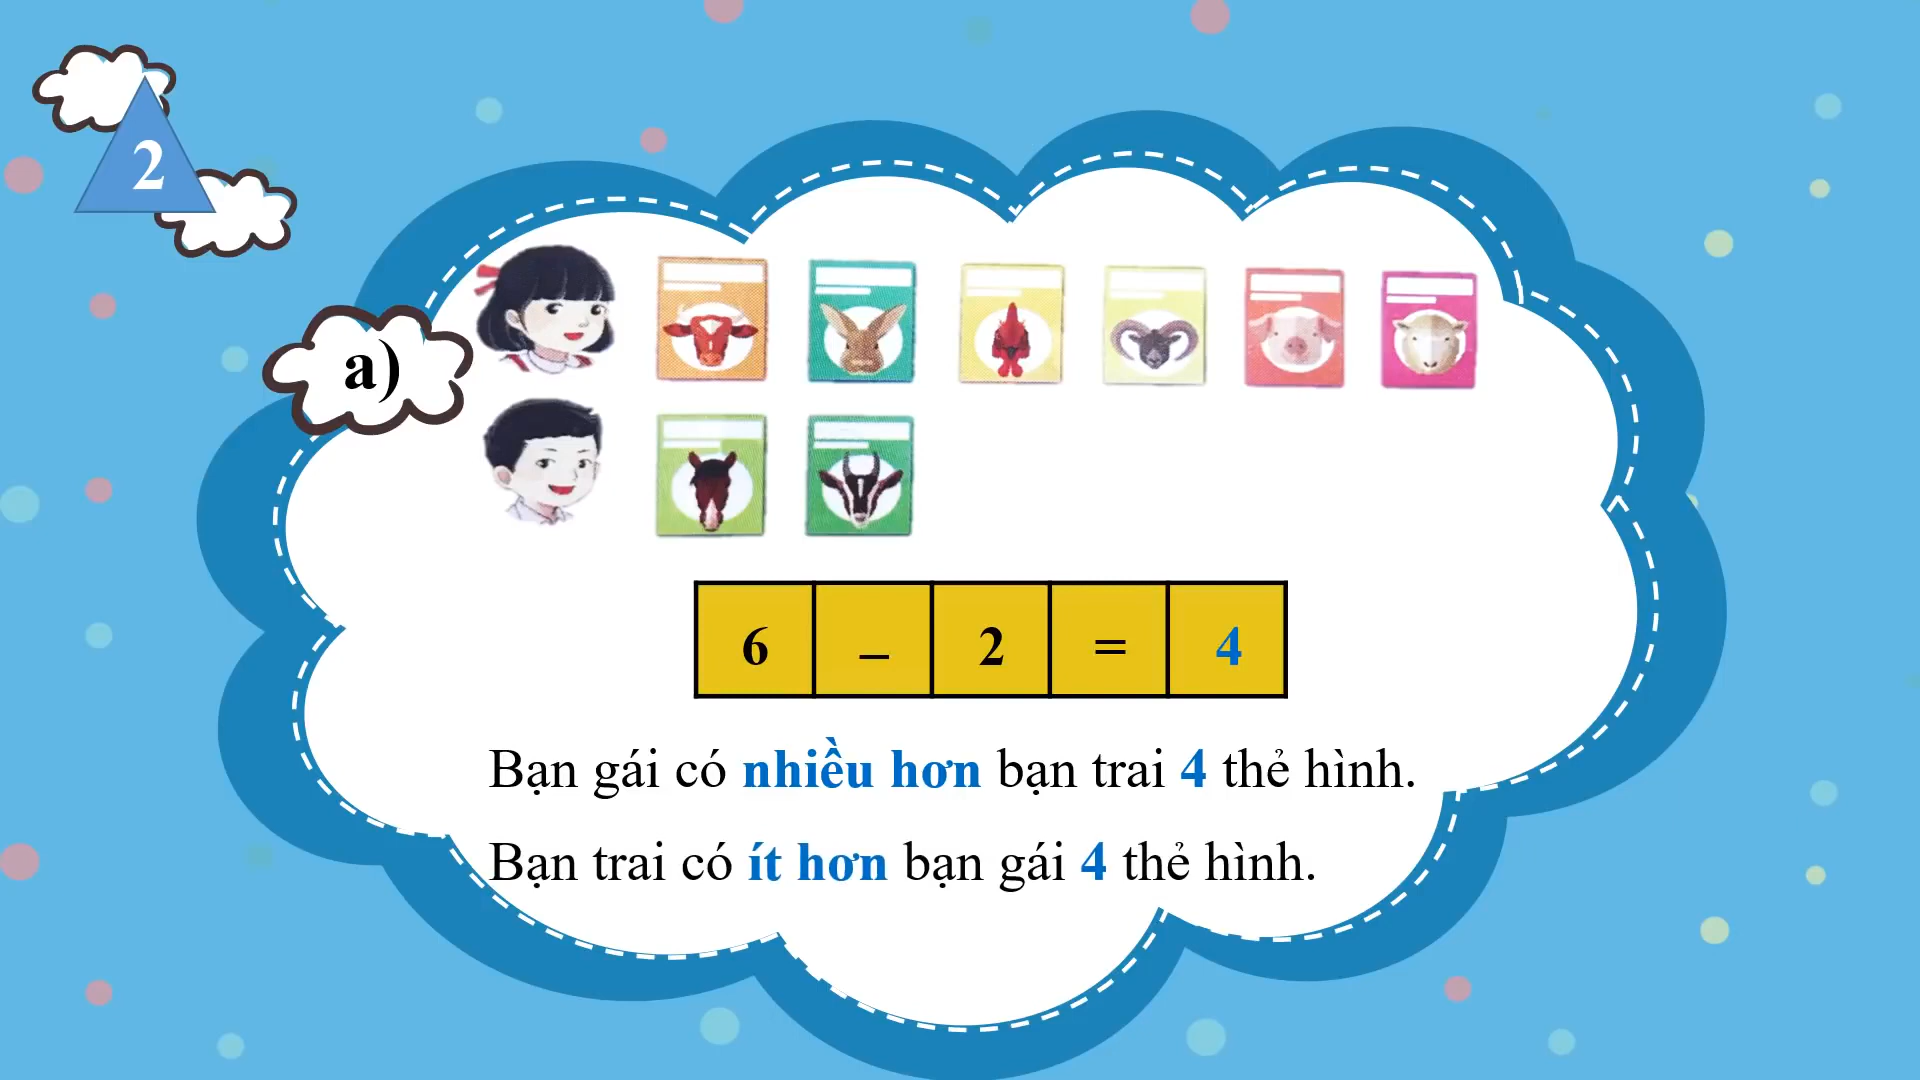 2
a)
6 – 2 = 4
Bạn gái có nhiều hơn bạn trai 4 thẻ hình.
Bạn trai có ít hơn bạn gái 4 thẻ hình.